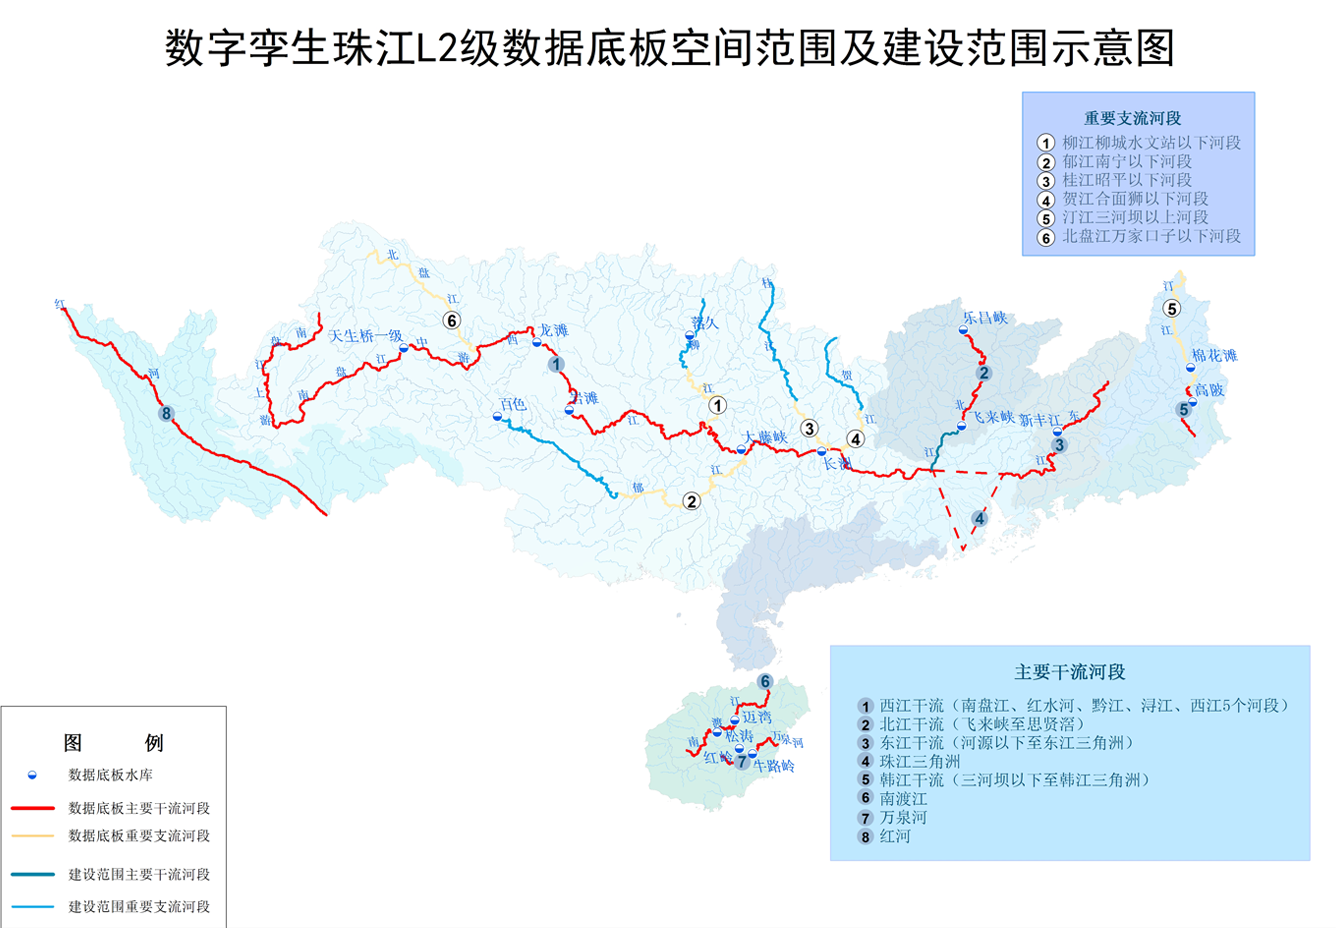 数字孪生珠江L2级数据底板空间范围及建设范围示意图
重要支流河段
1 柳江柳城水文站以下河段
2 郁江南宁以下河段
3 桂江昭平以下河段
4 贺江合面狮以下河段
5 汀江三河坝以上河段
6 北盘江万家口子以下河段
红
河
8
南
盘
江
上
游
南
盘
江
天生桥一级
中
游
北
盘
江
6
西
龙滩
1
岩滩
江
百色
郁
2
江
落久
柳
江
1
大藤峡
桂
江
3
长洲
贺
江
4
乐昌峡
2
北
飞来峡
江
新丰江
东
3
江
4
汀
5
江
棉花滩
高陂
5
6
江
渡
迈湾
南
松涛
万泉河
红岭
7
牛路岭
主要干流河段
1 西江干流（南盘江、红水河、黔江、浔江、西江5个河段）
2 北江干流（飞来峡至思贤滘）
3 东江干流（河源以下至东江三角洲）
4 珠江三角洲
5 韩江干流（三河坝以下至韩江三角洲）
6 南渡江
7 万泉河
8 红河
图 例
数据底板水库
数据底板主要干流河段
数据底板重要支流河段
建设范围主要干流河段
建设范围重要支流河段